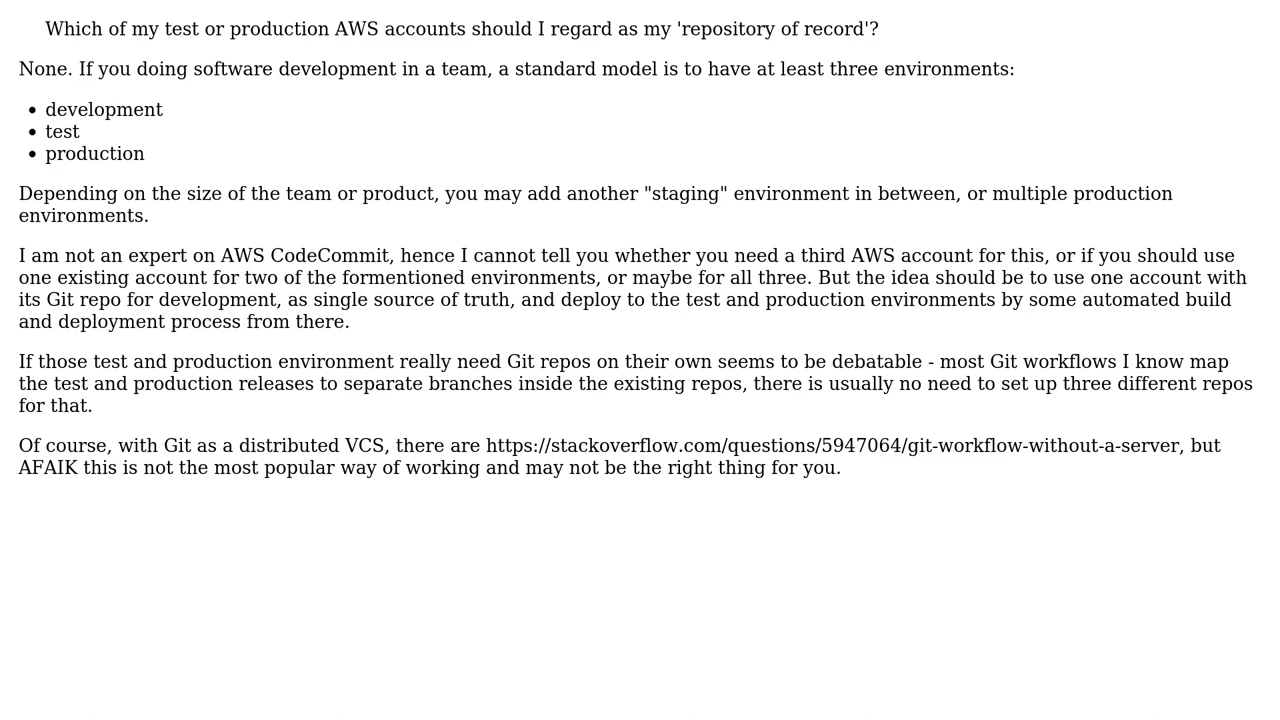 Which of my test or production AWS accounts should I regard as my 'repository of record'?
None. If you doing software development in a team, a standard model is to have at least three environments:
• development
• test
• production
Depending on the size of the team or product, you may add another "staging" environment in between, or multiple production
environments.
I am not an expert on AWS CodeCommit, hence I cannot tell you whether you need a third AWS account for this, or if you should use
one existing account for two of the formentioned environments, or maybe for all three. But the idea should be to use one account with
its Git repo for development, as single source of truth, and deploy to the test and production environments by some automated build
and deployment process from there.
If those test and production environment really need Git repos on their own seems to be debatable - most Git workflows I know map
the test and production releases to separate branches inside the existing repos, there is usually no need to set up three different repos
for that.
Of course, with Git as a distributed VCS, there are https://stackoverflow.com/questions/5947064/git-workflow-without-a-server, but
AFAIK this is not the most popular way of working and may not be the right thing for you.